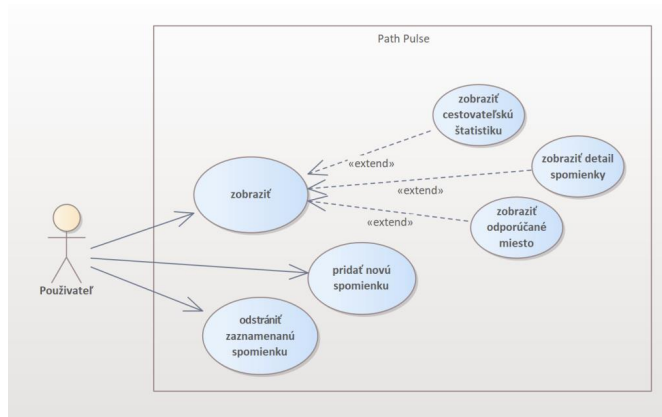 Path Pulse
zobraziť
cestovateľskú
štatistiku
«extend»
zobraziť detail
spomienky
«extend»
zobraziť
zobraziť
odporúčané
miesto
«extend»
Použivateľ
pridať novú
spomienku
odstrániť
zaznamenanú
spomienku